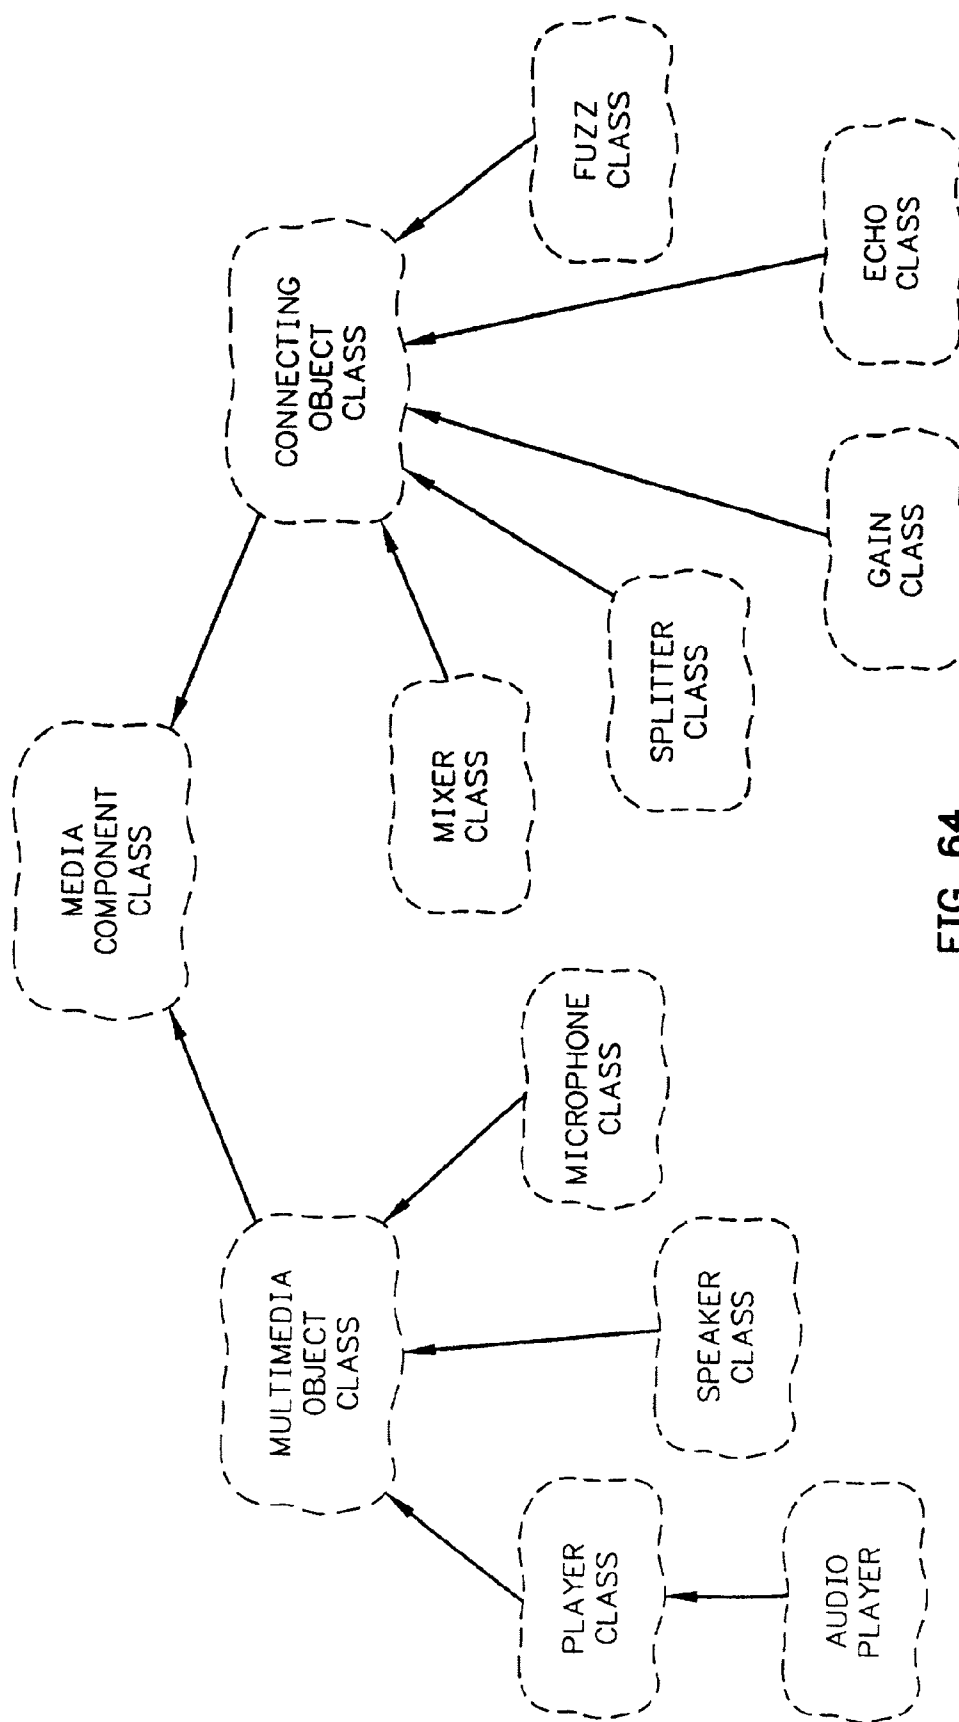 MEDIA
COMPONENT
CLASS
MULTIMEDIA
OBJECT
CLASS
CONNECTING
OBJECT
CLASS
PLAYER
CLASS
SPEAKER
CLASS
MICROPHONE
CLASS
MIXER
CLASS
SPLITTER
CLASS
FUZZ
CLASS
AUDIO
PLAYER
GAIN
CLASS
ECHO
CLASS
FIG. 64